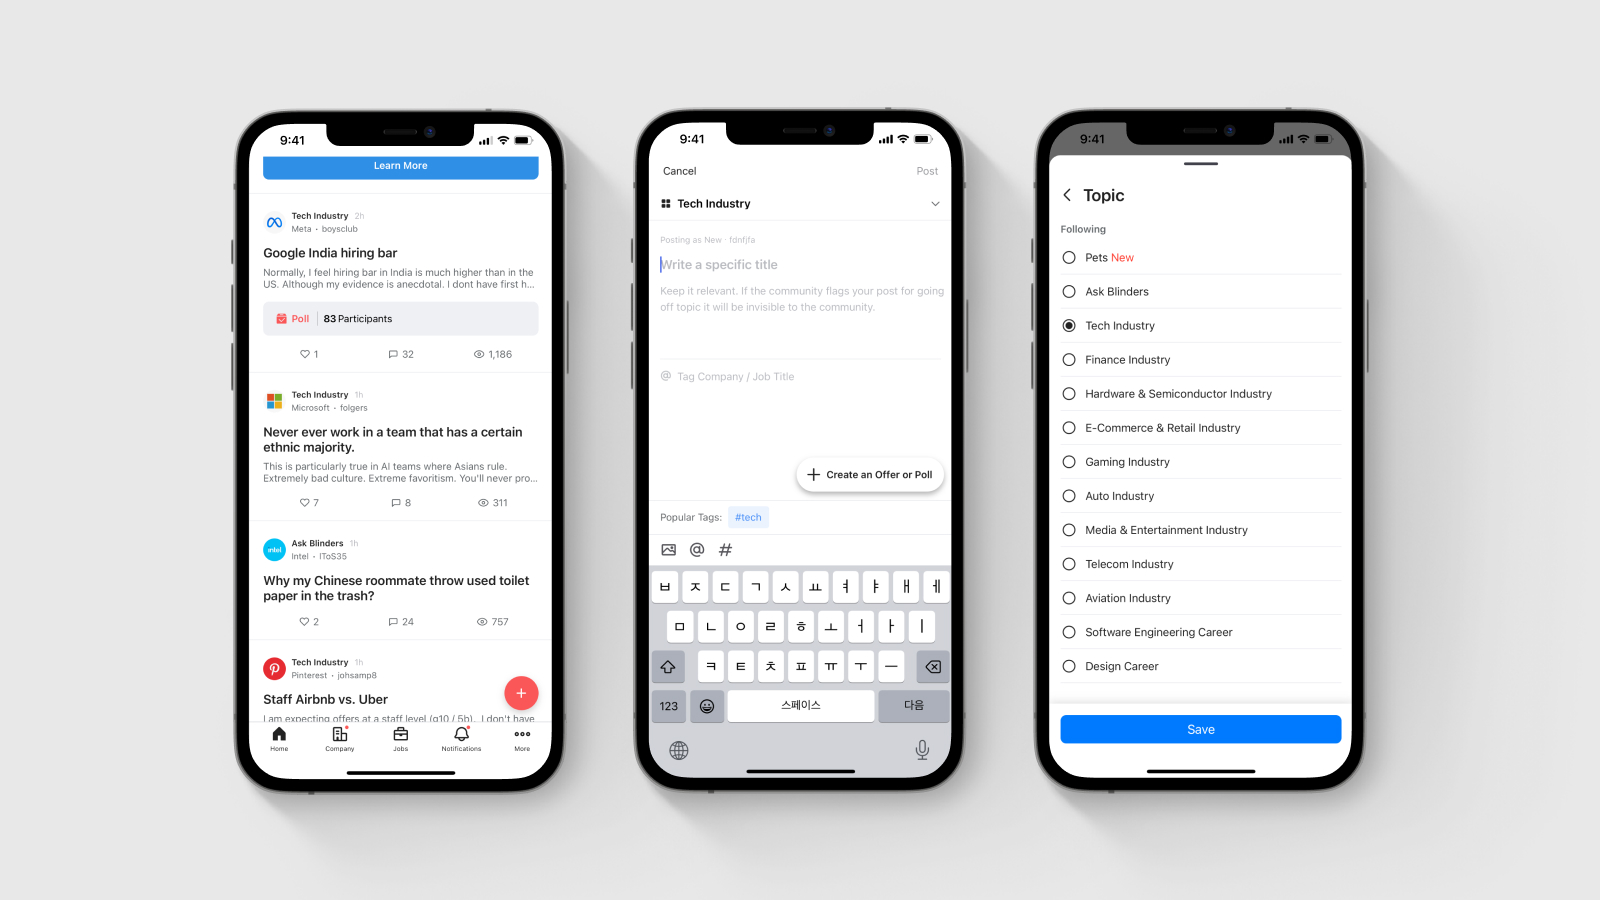 9:41
Learn More
Tech Industry 2h
Meta • boysclub
Google India hiring bar
Normally, I feel hiring bar in India is much higher than in the
US. Although my evidence is anecdotal. I dont have first h...
Poll 83 Participants
1 32 1,186
Tech Industry 1h
Microsoft • folgers
Never ever work in a team that has a certain
ethnic majority.
This is particularly true in AI teams where Asians rule.
Extremely bad culture. Extreme favoritism. You'll never pro...
7 8 311
intel
Ask Blinders 1h
Intel • IToS35
Why my Chinese roommate throw used toilet
paper in the trash?
2 24 757
Tech Industry 1h
Pinterest • johsamp8
Staff Airbnb vs. Uber
I am expecting offers at a staff level (g10 / 5b). I don't have
Home Company Jobs Notifications More
9:41
Cancel Post
Tech Industry
Posting as New · fdnfjfa
Write a specific title
Keep it relevant. If the community flags your post for going
off topic it will be invisible to the community.
@ Tag Company / Job Title
Create an Offer or Poll
Popular Tags: #tech
@ #
ㅂ ㅈ ㄷ ㄱ ㅅ ㅛ ㅕ ㅑ ㅐ ㅔ
ㅁ ㄴ ㅇ ㄹ ㅎ ㅗ ㅓ ㅏ ㅣ
ㅋ ㅌ ㅊ ㅍ ㅠ ㅜ ㅡ
123 스페이스 다음
9:41
Topic
Following
Pets New
Ask Blinders
Tech Industry
Finance Industry
Hardware & Semiconductor Industry
E-Commerce & Retail Industry
Gaming Industry
Auto Industry
Media & Entertainment Industry
Telecom Industry
Aviation Industry
Software Engineering Career
Design Career
Save